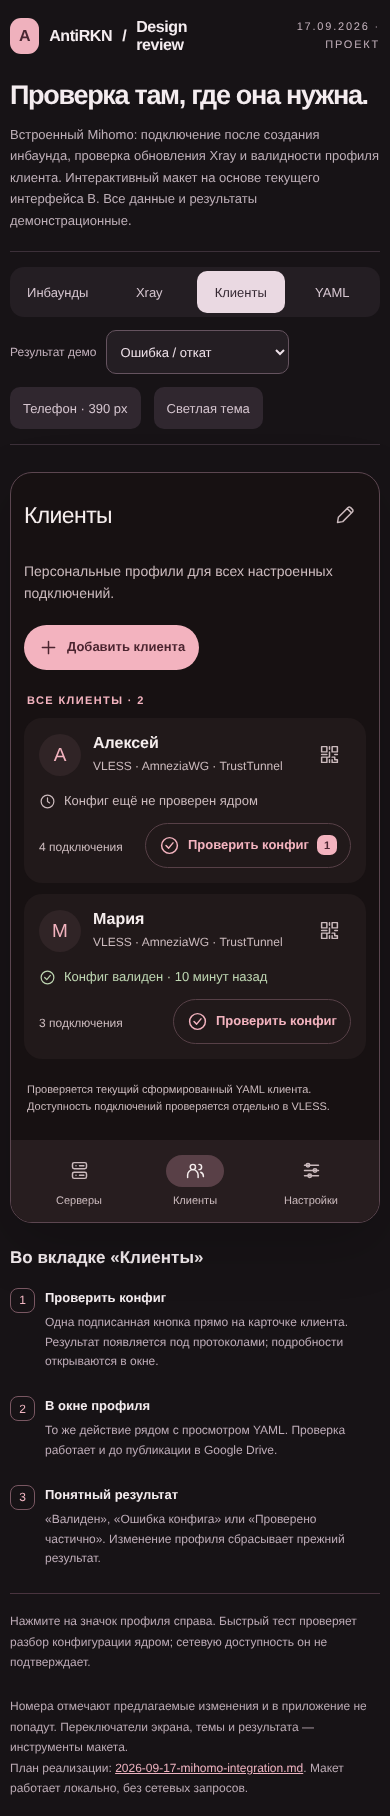 A AntiRKN / Design review
17.09.2026 · ПРОЕКТ
Проверка там, где она нужна.
Встроенный Mihomo: подключение после создания
инбаунда, проверка обновления Xray и валидности профиля
клиента. Интерактивный макет на основе текущего
интерфейса В. Все данные и результаты
демонстрационные.
Инбаунды Xray Клиенты YAML
Результат демо Ошибка / откат
Телефон · 390 px Светлая тема
Клиенты
Персональные профили для всех настроенных
подключений.
Добавить клиента
ВСЕ КЛИЕНТЫ · 2
А Алексей
VLESS · AmneziaWG · TrustTunnel
Конфиг ещё не проверен ядром
4 подключения Проверить конфиг 1
М Мария
VLESS · AmneziaWG · TrustTunnel
Конфиг валиден · 10 минут назад
3 подключения Проверить конфиг
Проверяется текущий сформированный YAML клиента.
Доступность подключений проверяется отдельно в VLESS.
Серверы Клиенты Настройки
Во вкладке «Клиенты»
1 Проверить конфиг
Одна подписанная кнопка прямо на карточке клиента.
Результат появляется под протоколами; подробности
открываются в окне.
2 В окне профиля
То же действие рядом с просмотром YAML. Проверка
работает и до публикации в Google Drive.
3 Понятный результат
«Валиден», «Ошибка конфига» или «Проверено
частично». Изменение профиля сбрасывает прежний
результат.
Нажмите на значок профиля справа. Быстрый тест проверяет
разбор конфигурации ядром; сетевую доступность он не
подтверждает.
Номера отмечают предлагаемые изменения и в приложение не
попадут. Переключатели экрана, темы и результата —
инструменты макета.
План реализации: 2026-09-17-mihomo-integration.md. Макет
работает локально, без сетевых запросов.